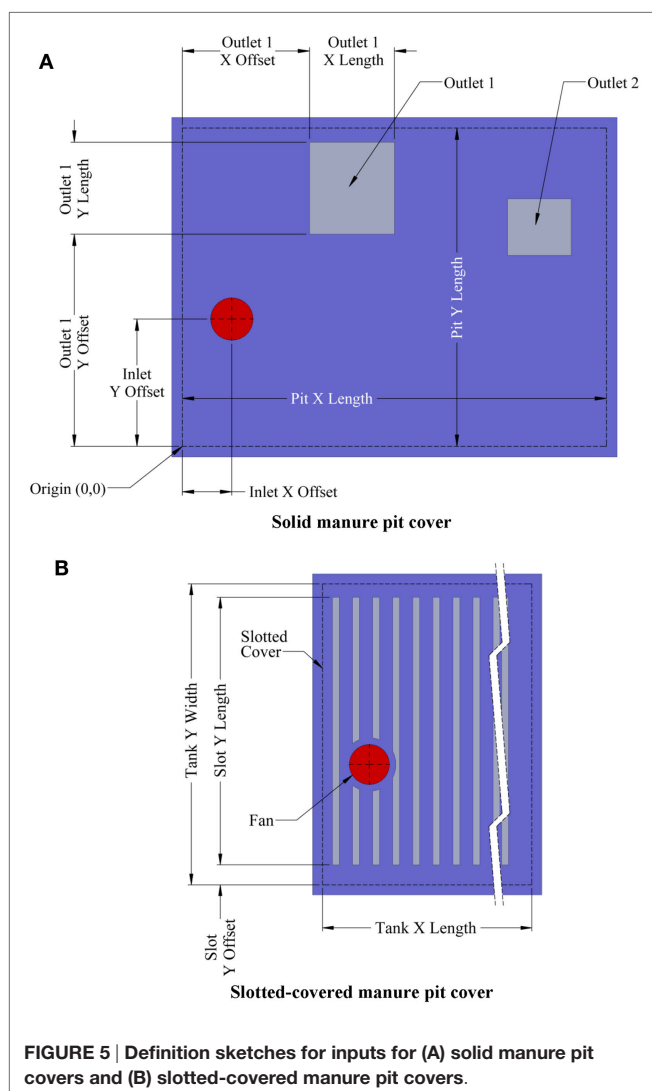 A
Outlet 1
X Offset
Outlet 1
X Length
Outlet 1
Outlet 2
Outlet 1
Y Length
Outlet 1
Y Offset
Inlet
Y Offset
Pit Y Length
Pit X Length
Origin (0,0)
Inlet X Offset
Solid manure pit cover
B
Slotted
Cover
Tank Y Width
Slot Y Length
Fan
Slot
Y Offset
Tank X Length
Slotted-covered manure pit cover
FIGURE 5 | Definition sketches for inputs for (A) solid manure pit
covers and (B) slotted-covered manure pit covers.